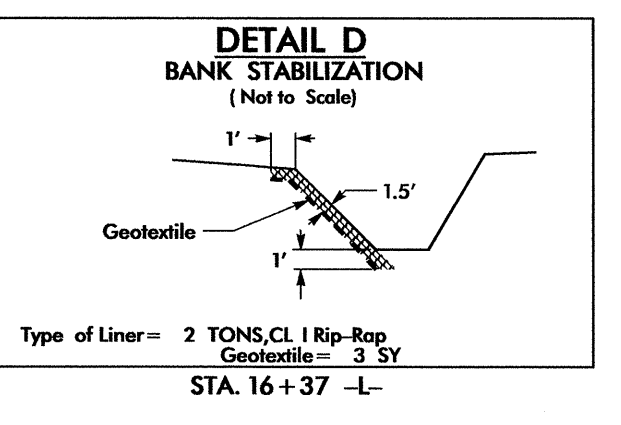 DETAIL D
BANK STABILIZATION
( Not to Scale)
1'
1.5'
Geotextile
1'
Type of Liner= 2 TONS,CL I Rip-Rap
Geotextile= 3 SY
STA. 16+37 -L-